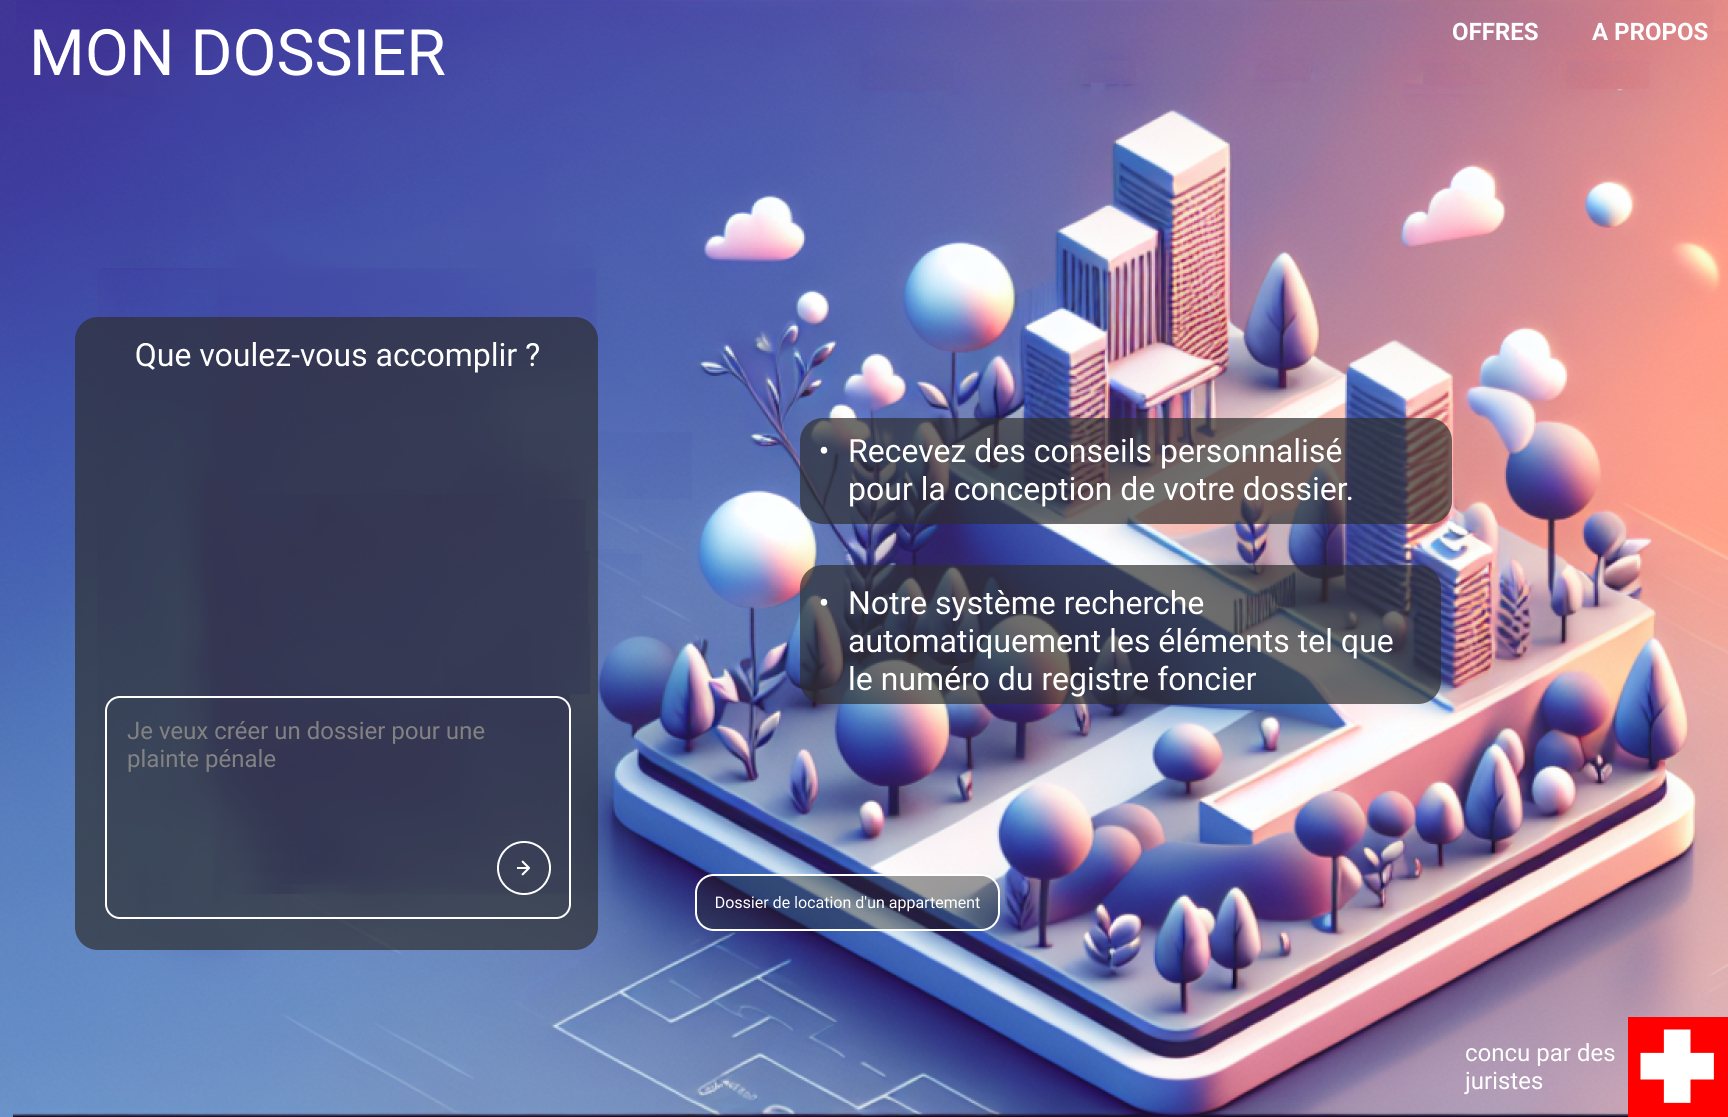 MON DOSSIER
OFFRES
A PROPOS
Que voulez-vous accomplir ?
Je veux créer un dossier pour une
plainte pénale
• Recevez des conseils personnalisé
pour la conception de votre dossier.
• Notre système recherche
automatiquement les éléments tel que
le numéro du registre foncier
Dossier de location d'un appartement
concu par des
juristes